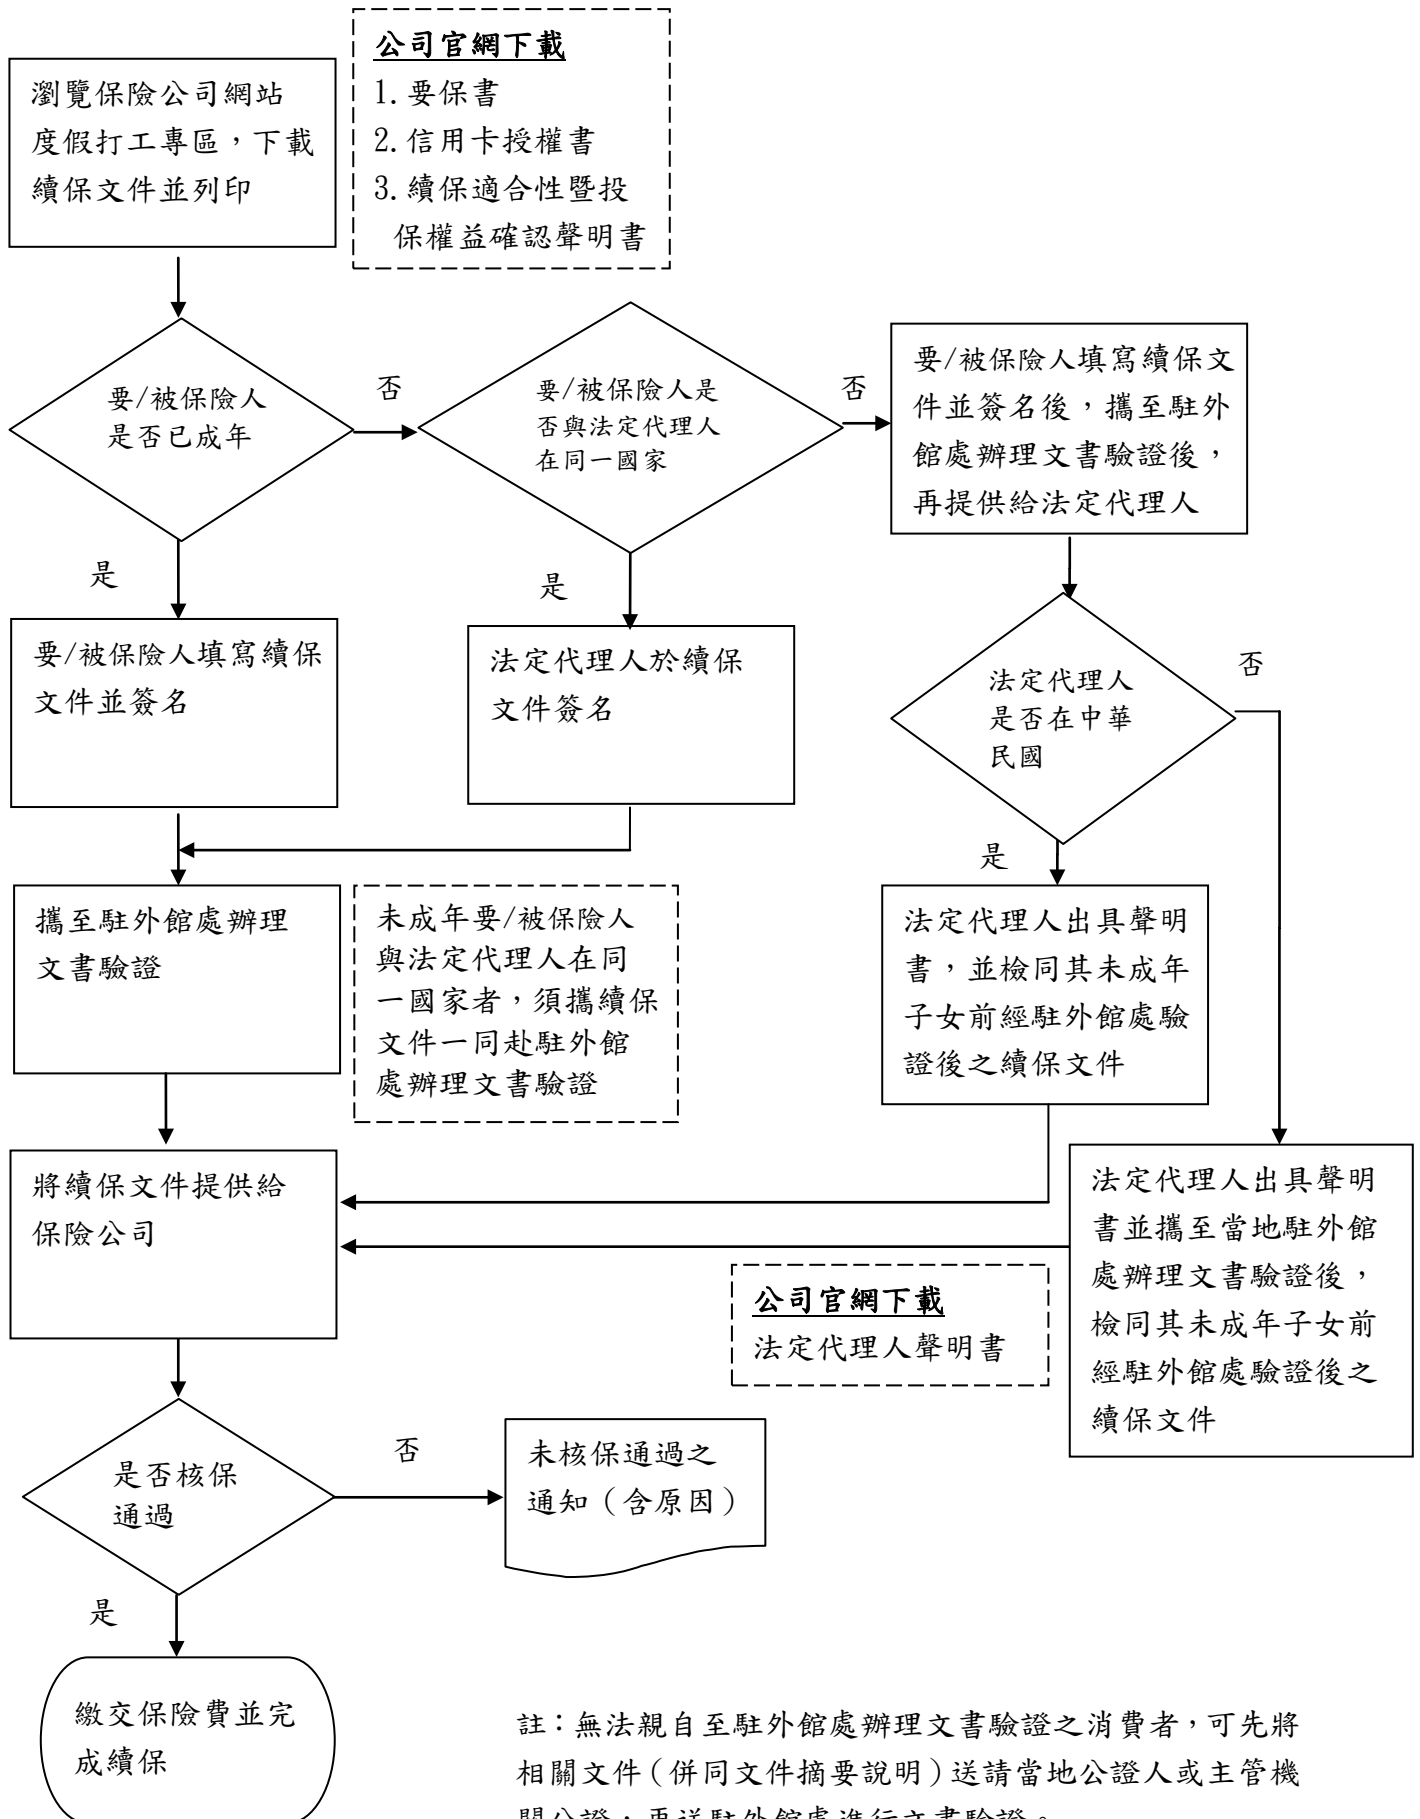 公司官網下載
1.要保書
2.信用卡授權書
3.續保適合性暨投
保權益確認聲明書
瀏覽保險公司網站
度假打工專區，下載
續保文件並列印
要/被保險人
是否已成年
否
要/被保險人是
否與法定代理人
在同一國家
否
要/被保險人填寫續保文
件並簽名後，攜至駐外
館處辦理文書驗證後，
再提供給法定代理人
是
是
要/被保險人填寫續保
文件並簽名
法定代理人於續保
文件簽名
法定代理人
是否在中華
民國
否
是
攜至駐外館處辦理
文書驗證
未成年要/被保險人
與法定代理人在同
一國家者，須攜續保
文件一同赴駐外館
處辦理文書驗證
法定代理人出具聲明
書，並檢同其未成年
子女前經駐外館處驗
證後之續保文件
將續保文件提供給
保險公司
法定代理人出具聲明
書並攜至當地駐外館
處辦理文書驗證後，
檢同其未成年子女前
經駐外館處驗證後之
續保文件
公司官網下載
法定代理人聲明書
是否核保
通過
否
未核保通過之
通知（含原因）
是
繳交保險費並完
成續保
註：無法親自至駐外館處辦理文書驗證之消費者，可先將
相關文件（併同文件摘要說明）送請當地公證人或主管機
關公證，再送駐外館處進行文書驗證。